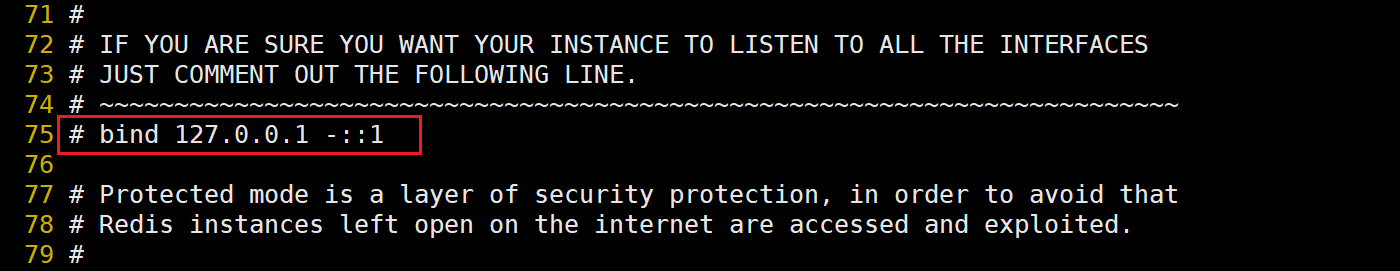 71 #
72 # IF YOU ARE SURE YOU WANT YOUR INSTANCE TO LISTEN TO ALL THE INTERFACES
73 # JUST COMMENT OUT THE FOLLOWING LINE.
74 # ~~~~~~~~~~~~~~~~~~~~~~~~~~~~~~~~~~~~~~~~~~~~~~~~~~~~~~~~~~~~~~~~~~~~~~~~
75 # bind 127.0.0.1 -::1
76
77 # Protected mode is a layer of security protection, in order to avoid that
78 # Redis instances left open on the internet are accessed and exploited.
79 #